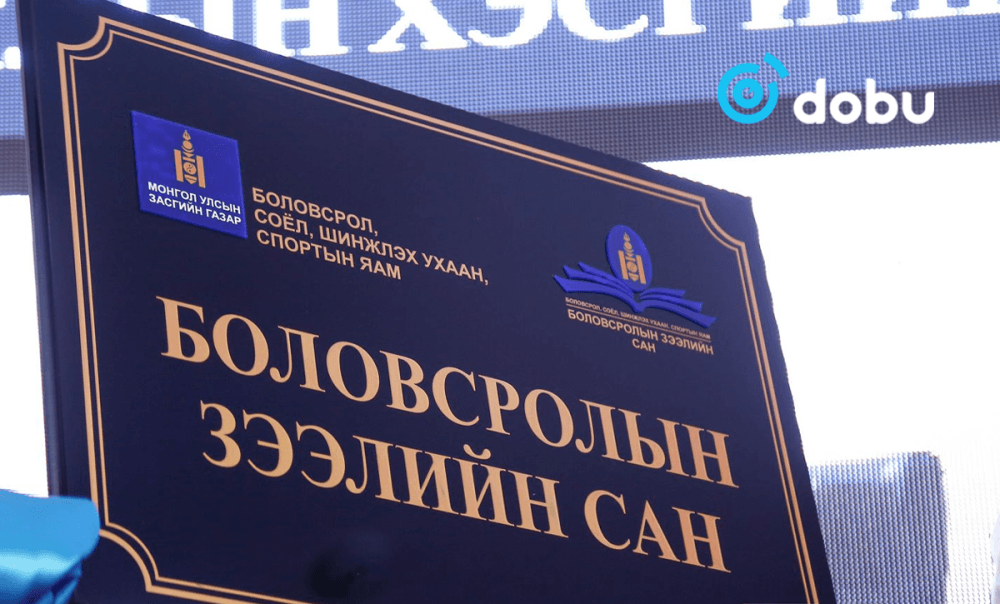 ХЭСГИЙН
dobu
МОНГОЛ УЛСЫН
ЗАСГИЙН ГАЗАР
БОЛОВСРОЛ,
СОЁЛ, ШИНЖЛЭХ УХААН,
СПОРТЫН ЯАМ
БОЛОВСРОЛ, СОЁЛ, ШИНЖЛЭХ УХААН, СПОРТЫН ЯАМ
БОЛОВСРОЛЫН ЗЭЭЛИЙН
САН
БОЛОВСРОЛЫН
ЗЭЭЛИЙН САН